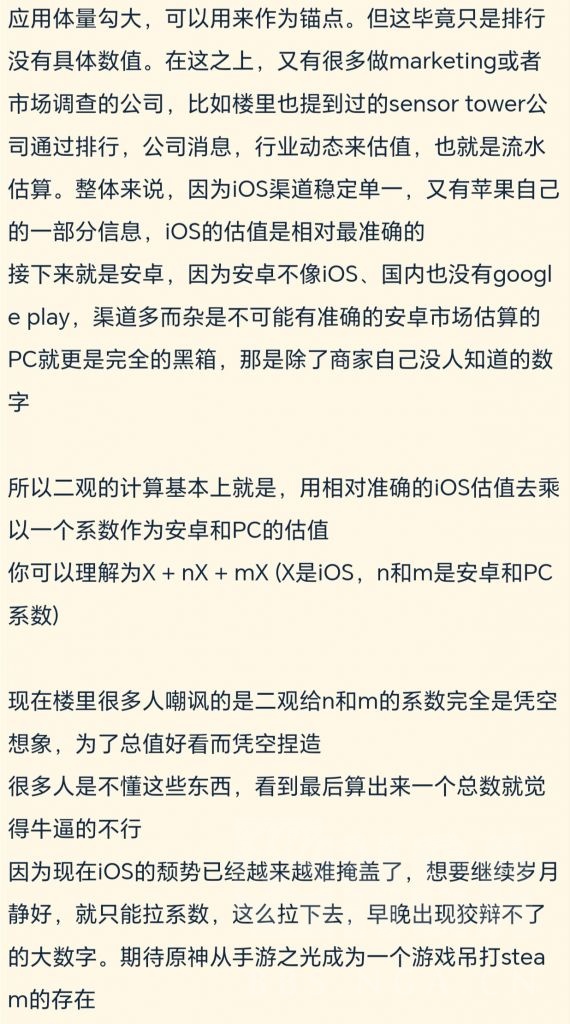 应用体量勾大，可以用来作为锚点。但这毕竟只是排行
没有具体数值。在这之上，又有很多做marketing或者
市场调查的公司，比如楼里也提到过的sensor tower公
司通过排行，公司消息，行业动态来估值，也就是流水
估算。整体来说，因为iOS渠道稳定单一，又有苹果自己
的一部分信息，iOS的估值是相对最准确的
接下来就是安卓，因为安卓不像iOS、国内也没有googl
e play，渠道多而杂是不可能有准确的安卓市场估算的
PC就更是完全的黑箱，那是除了商家自己没人知道的数
字
所以二观的计算基本上就是，用相对准确的iOS估值去乘
以一个系数作为安卓和PC的估值
你可以理解为X + nX + mX (X是iOS，n和m是安卓和PC
系数)
现在楼里很多人嘲讽的是二观给n和m的系数完全是凭空
想象，为了总值好看而凭空捏造
很多人是不懂这些东西，看到最后算出来一个总数就觉
得牛逼的不行
因为现在iOS的颓势已经越来越难掩盖了，想要继续岁月
静好，就只能拉系数，这么拉下去，早晚出现狡辩不了
的大数字。期待原神从手游之光成为一个游戏吊打stea
m的存在